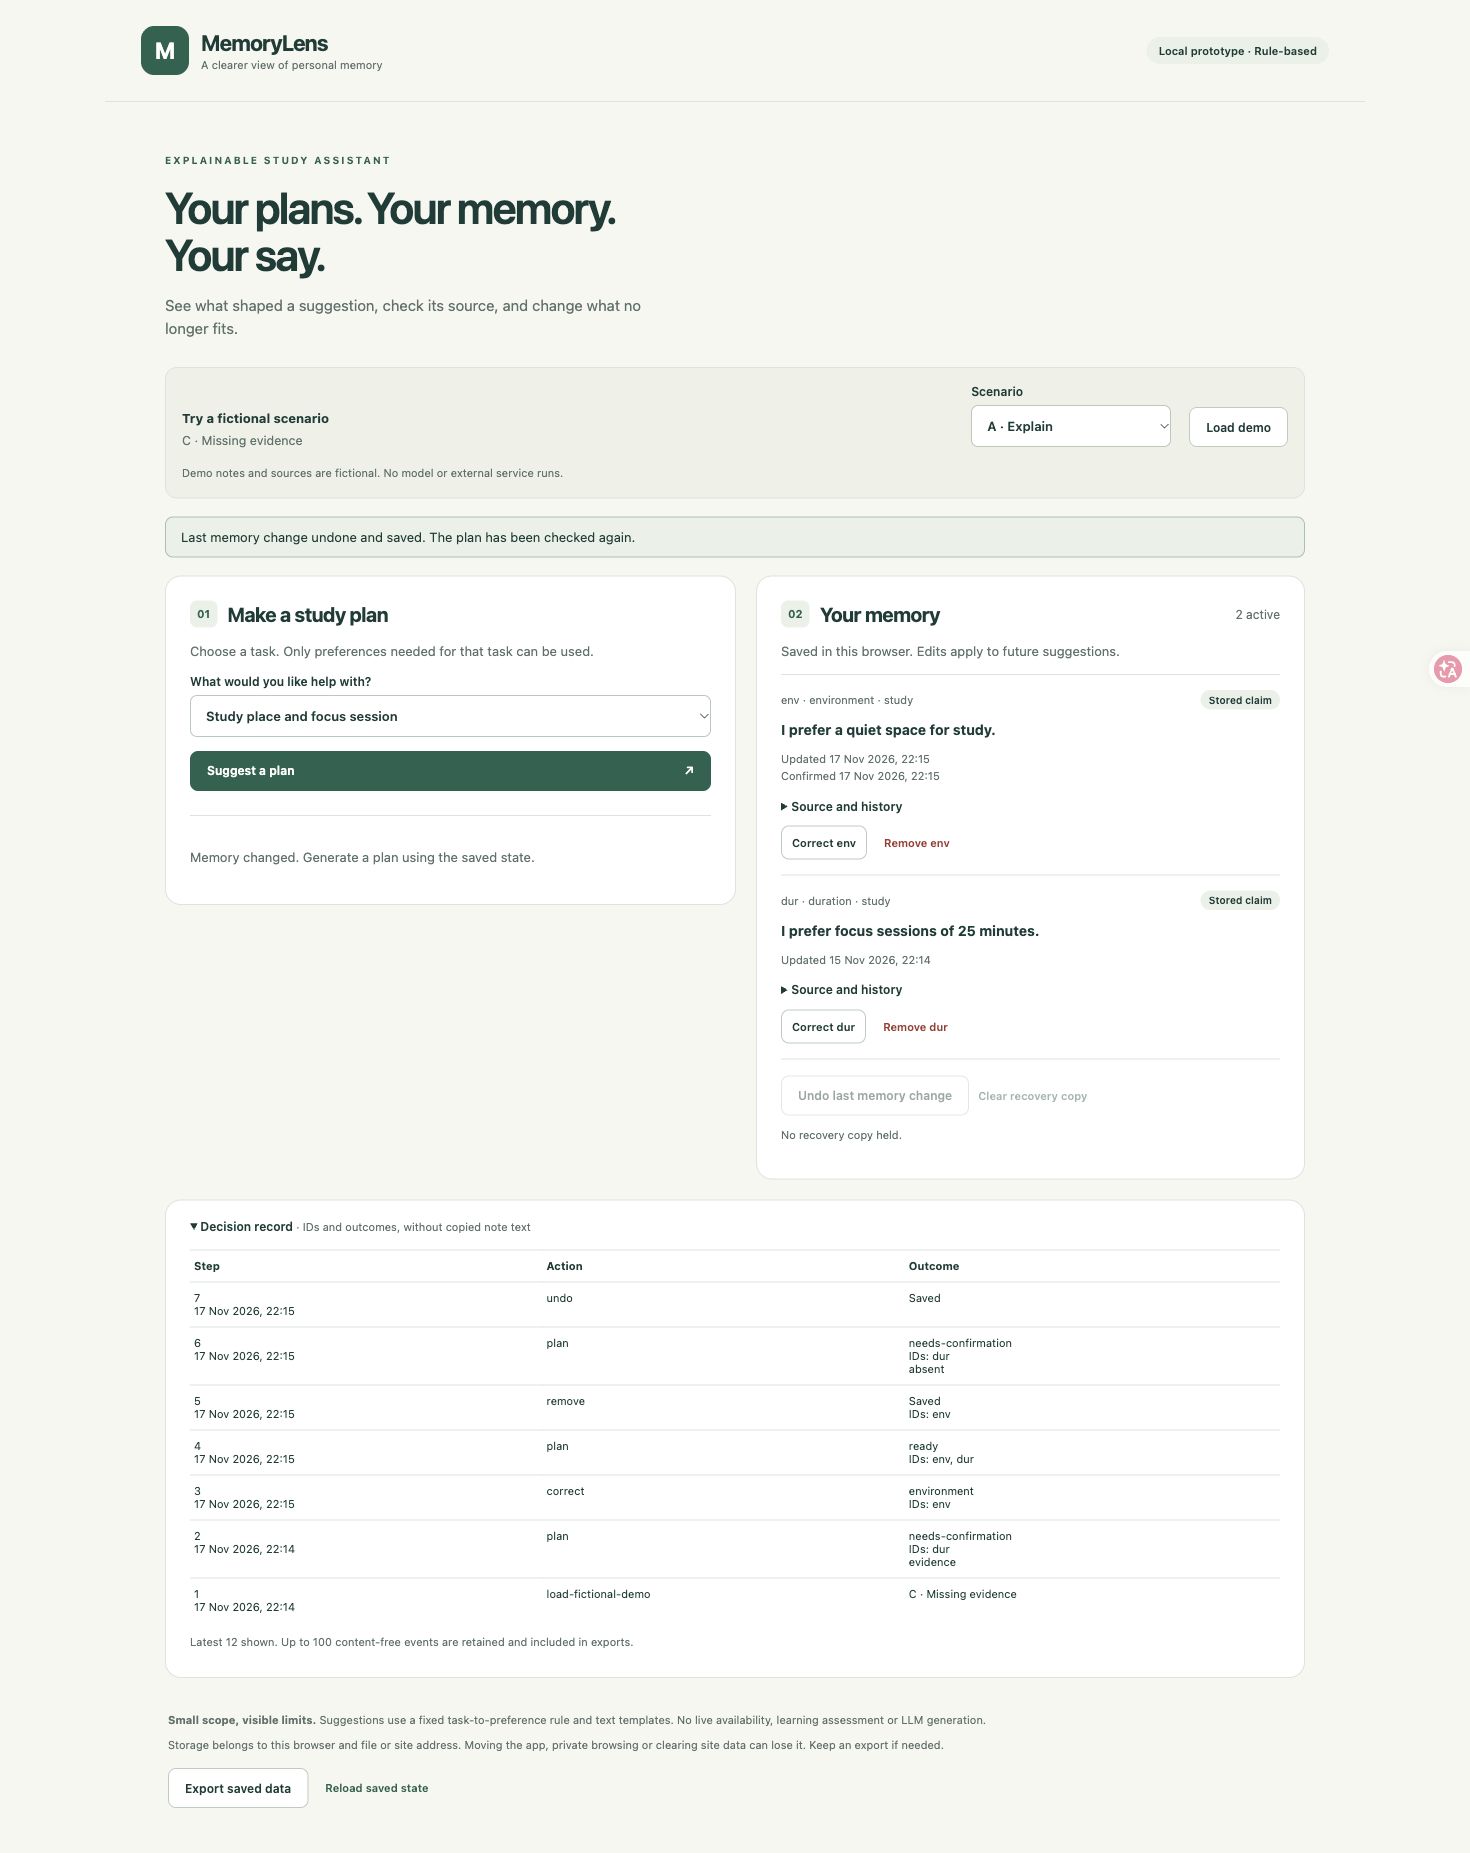 M
MemoryLens
A clearer view of personal memory
Local prototype · Rule-based
EXPLAINABLE STUDY ASSISTANT
Your plans. Your memory.
Your say.
See what shaped a suggestion, check its source, and change what no
longer fits.
Try a fictional scenario
C · Missing evidence
Demo notes and sources are fictional. No model or external service runs.
Scenario
A · Explain
Load demo
Last memory change undone and saved. The plan has been checked again.
01 Make a study plan
Choose a task. Only preferences needed for that task can be used.
What would you like help with?
Study place and focus session
Suggest a plan ↗
Memory changed. Generate a plan using the saved state.
02 Your memory 2 active
Saved in this browser. Edits apply to future suggestions.
env · environment · study Stored claim
I prefer a quiet space for study.
Updated 17 Nov 2026, 22:15
Confirmed 17 Nov 2026, 22:15
▶ Source and history
Correct env Remove env
dur · duration · study Stored claim
I prefer focus sessions of 25 minutes.
Updated 15 Nov 2026, 22:14
▶ Source and history
Correct dur Remove dur
Undo last memory change Clear recovery copy
No recovery copy held.
▼ Decision record · IDs and outcomes, without copied note text
Step Action Outcome
7 undo Saved
17 Nov 2026, 22:15
6 plan needs-confirmation
17 Nov 2026, 22:15 IDs: dur
absent
5 remove Saved
17 Nov 2026, 22:15 IDs: env
4 plan ready
17 Nov 2026, 22:15 IDs: env, dur
3 correct environment
17 Nov 2026, 22:15 IDs: env
2 plan needs-confirmation
17 Nov 2026, 22:14 IDs: dur
evidence
1 load-fictional-demo C · Missing evidence
17 Nov 2026, 22:14
Latest 12 shown. Up to 100 content-free events are retained and included in exports.
Small scope, visible limits. Suggestions use a fixed task-to-preference rule and text templates. No live availability, learning assessment or LLM generation.
Storage belongs to this browser and file or site address. Moving the app, private browsing or clearing site data can lose it. Keep an export if needed.
Export saved data Reload saved state